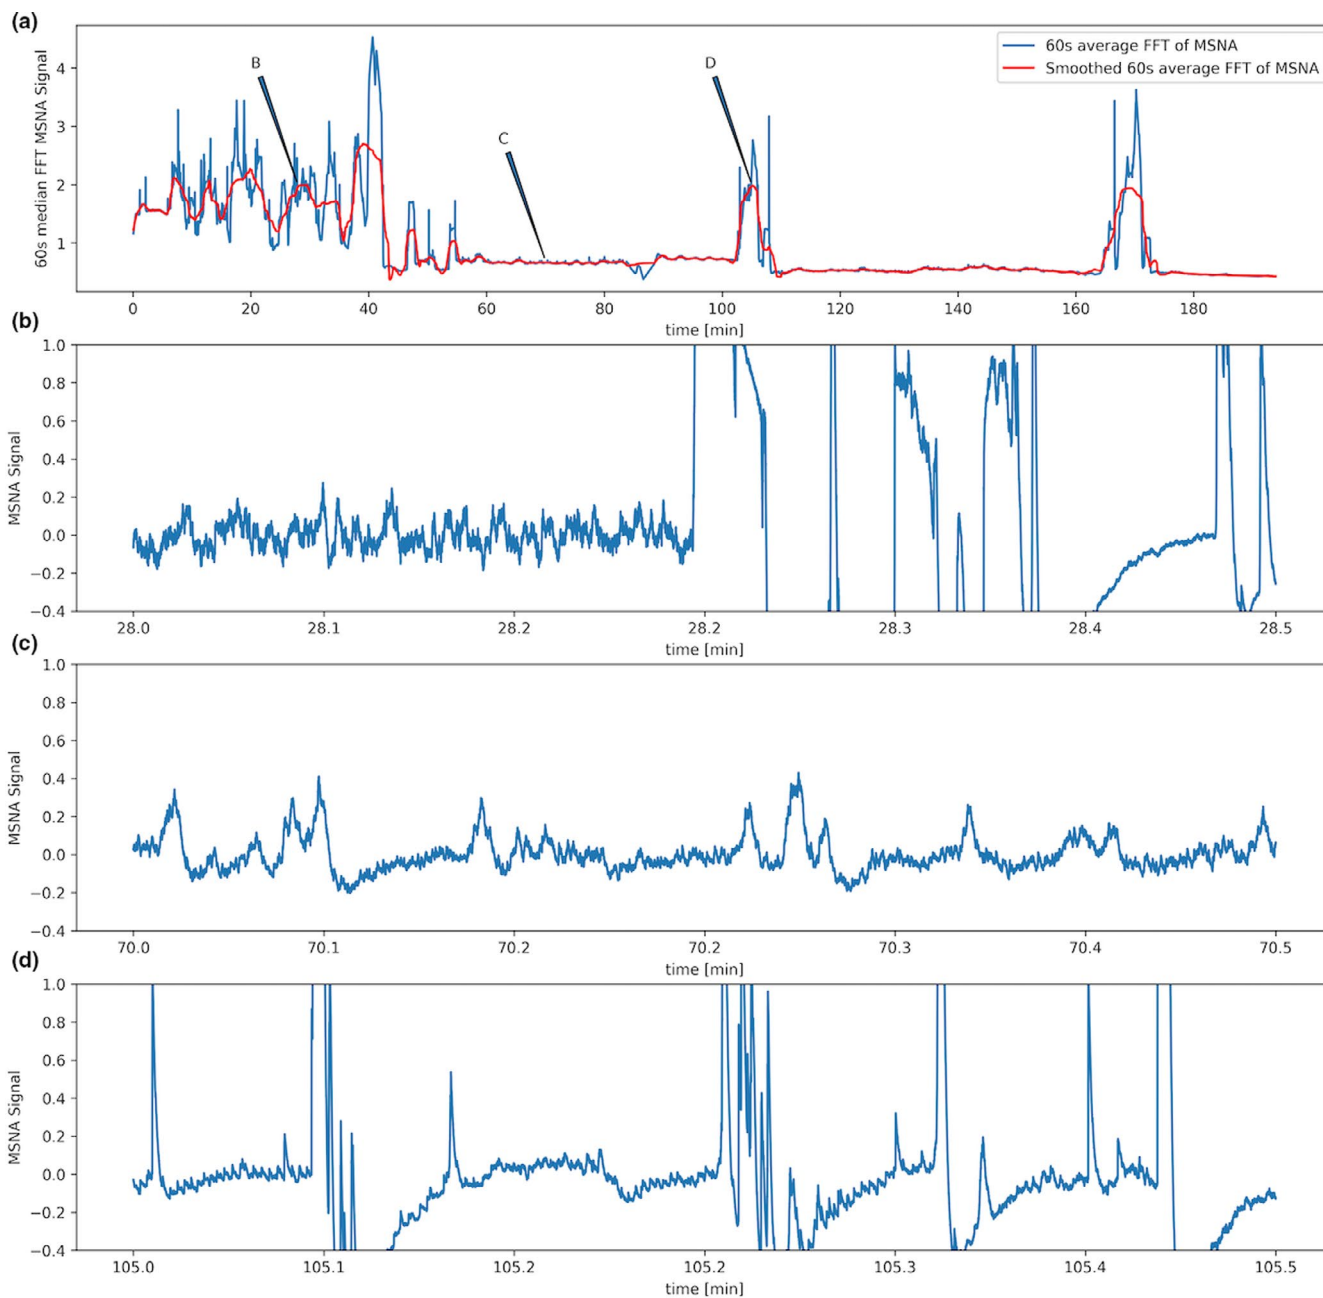 (a)
60s median FFT MSNA Signal
4
3
2
1
B
C
D
60s average FFT of MSNA
Smoothed 60s average FFT of MSNA
0 20 40 60 80 100 120 140 160 180
time [min]
(b)
MSNA Signal
1.0
0.8
0.6
0.4
0.2
0.0
−0.2
−0.4
28.0 28.1 28.2 28.2 28.3 28.4 28.5
time [min]
(c)
MSNA Signal
1.0
0.8
0.6
0.4
0.2
0.0
−0.2
−0.4
70.0 70.1 70.2 70.2 70.3 70.4 70.5
time [min]
(d)
MSNA Signal
1.0
0.8
0.6
0.4
0.2
0.0
−0.2
−0.4
105.0 105.1 105.2 105.2 105.3 105.4 105.5
time [min]